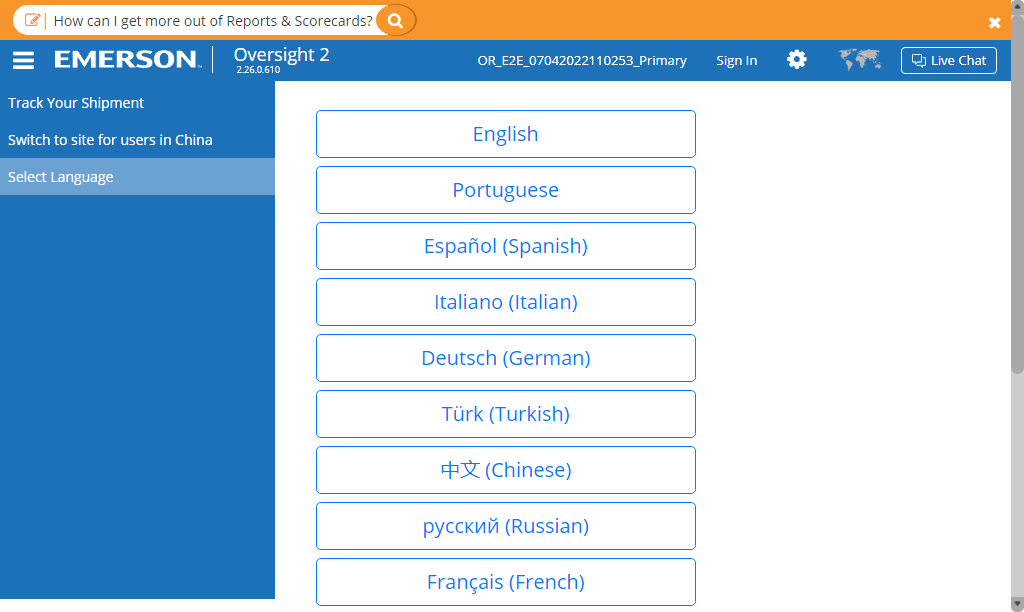 How can I get more out of Reports & Scorecards?
EMERSON™ Oversight 2 OR_E2E_07042022110253_Primary Sign In Live Chat
2.26.0.610
Track Your Shipment
Switch to site for users in China
Select Language
English
Portuguese
Español (Spanish)
Italiano (Italian)
Deutsch (German)
Türk (Turkish)
中文 (Chinese)
русский (Russian)
Français (French)